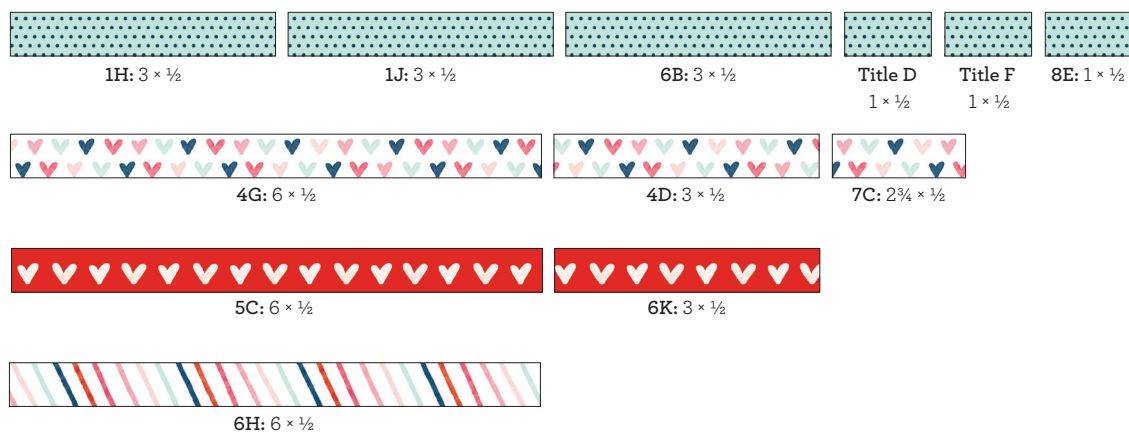 1H: 3 × ½
1J: 3 × ½
6B: 3 × ½
Title D
1 × ½
Title F
1 × ½
8E: 1 × ½
4G: 6 × ½
4D: 3 × ½
7C: 2¾ × ½
5C: 6 × ½
6K: 3 × ½
6H: 6 × ½